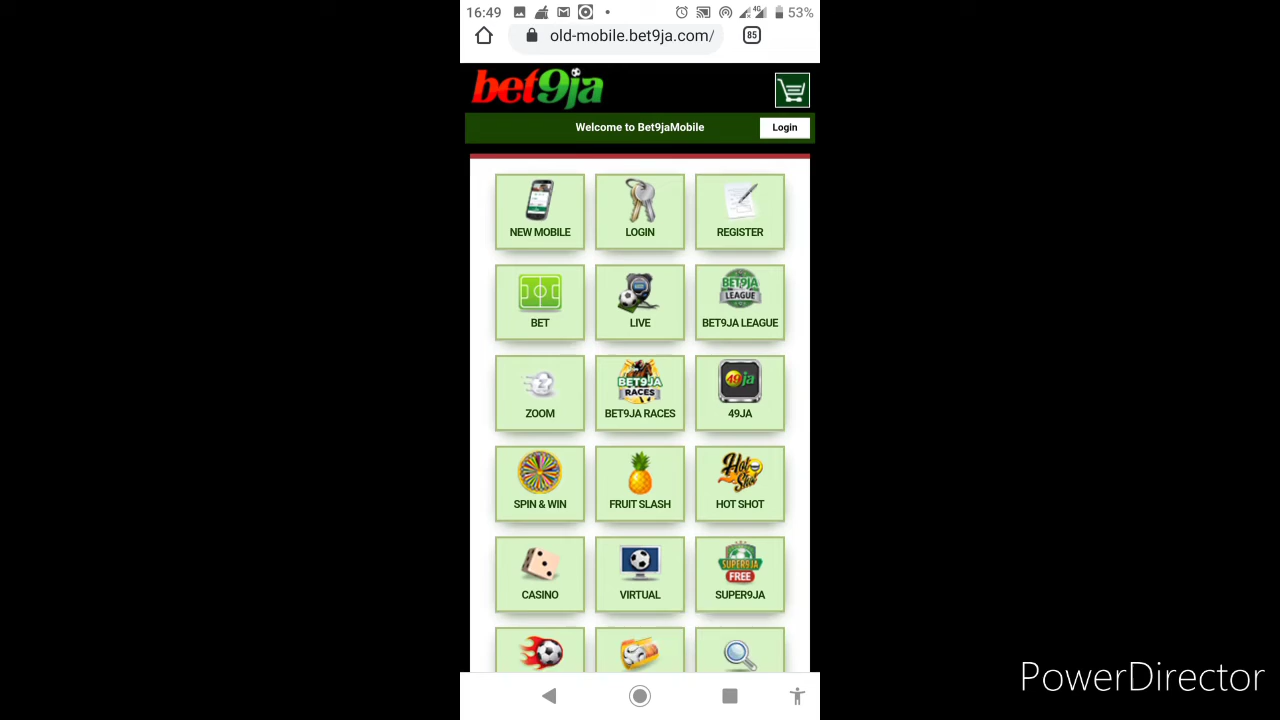 16:49
53%
old-mobile.bet9ja.com/
85
bet9ja
Welcome to Bet9jaMobile
Login
NEW MOBILE
LOGIN
REGISTER
BET9JA
LEAGUE
BET
LIVE
BET9JA LEAGUE
BET9JA
RACES
49ja
ZOOM
BET9JA RACES
49JA
Hot
Shot
SPIN & WIN
FRUIT SLASH
HOT SHOT
SUPER9JA
FREE
CASINO
VIRTUAL
SUPER9JA
PowerDirector